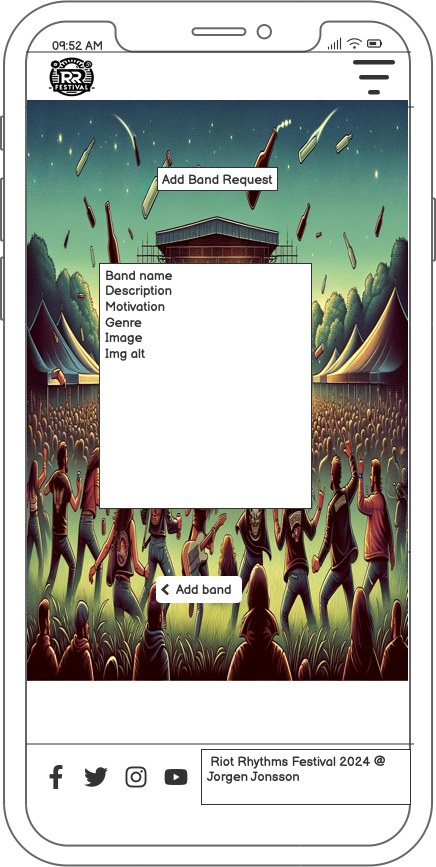 09:52 AM
RR
FESTIVAL
Add Band Request
Band name
Description
Motivation
Genre
Image
Img alt
Add band
Riot Rhythms Festival 2024 @
Jorgen Jonsson